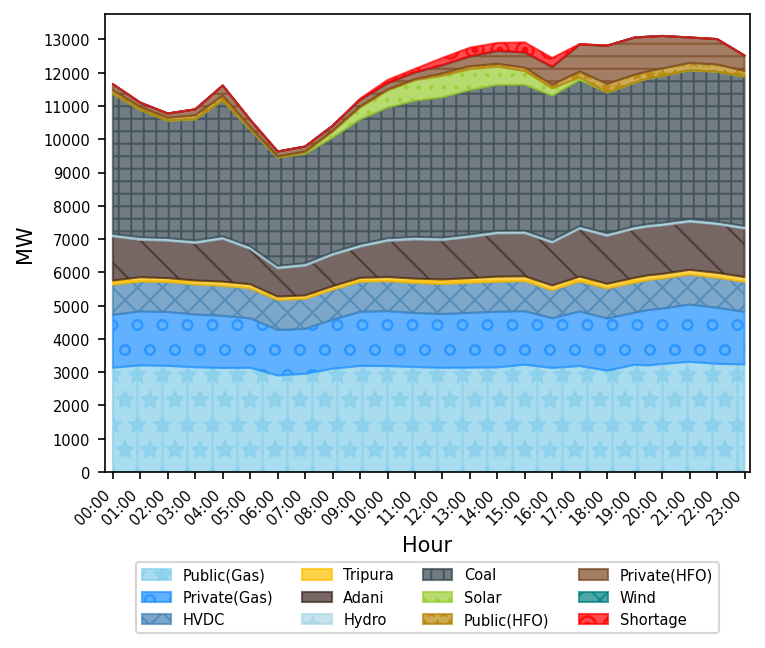 13000
12000
11000
10000
9000
8000
7000
6000
5000
4000
3000
2000
1000
0
MW
00:00 01:00 02:00 03:00 04:00 05:00 06:00 07:00 08:00 09:00 10:00 11:00 12:00 13:00 14:00 15:00 16:00 17:00 18:00 19:00 20:00 21:00 22:00 23:00
Hour
Public(Gas) Tripura Coal Private(HFO)
Private(Gas) Adani Solar Wind
HVDC Hydro Public(HFO) Shortage